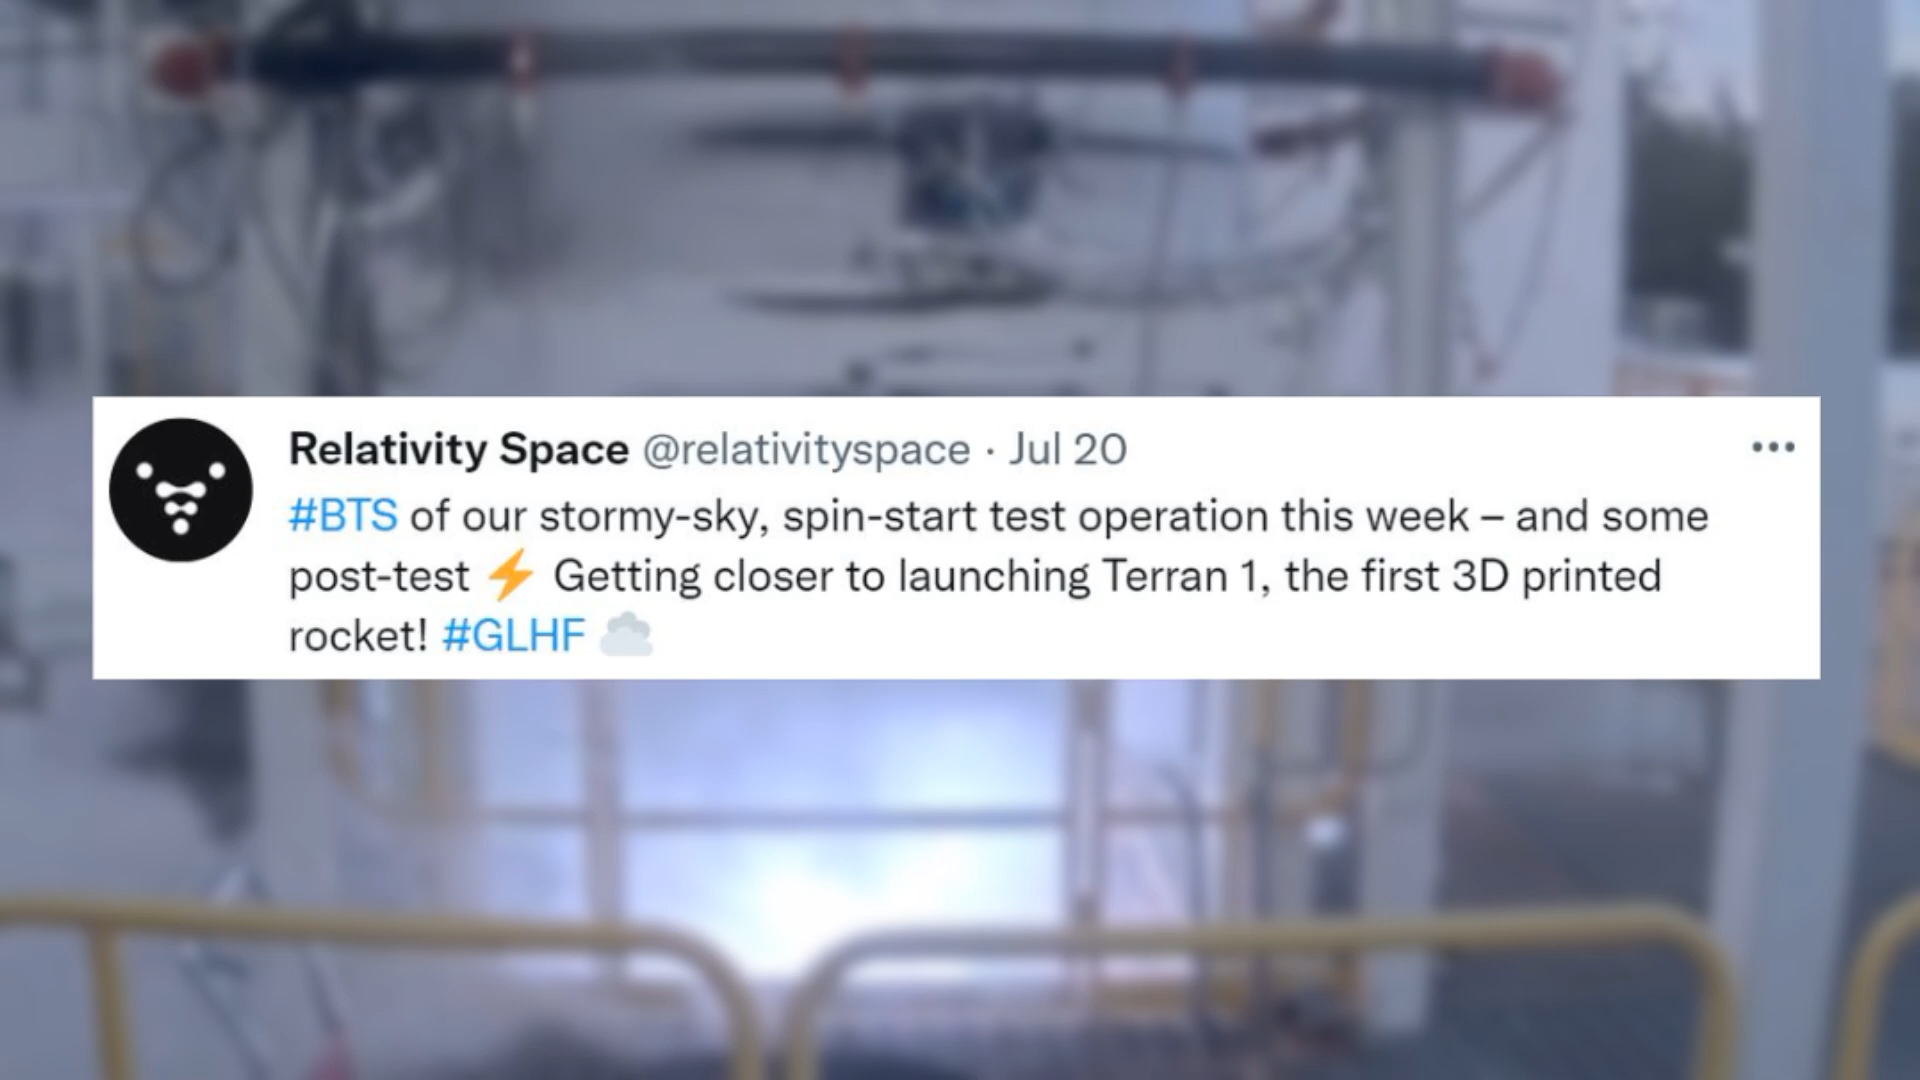 Relativity Space @relativityspace · Jul 20
#BTS of our stormy-sky, spin-start test operation this week – and some
post-test ⚡ Getting closer to launching Terran 1, the first 3D printed
rocket! #GLHF ☁️